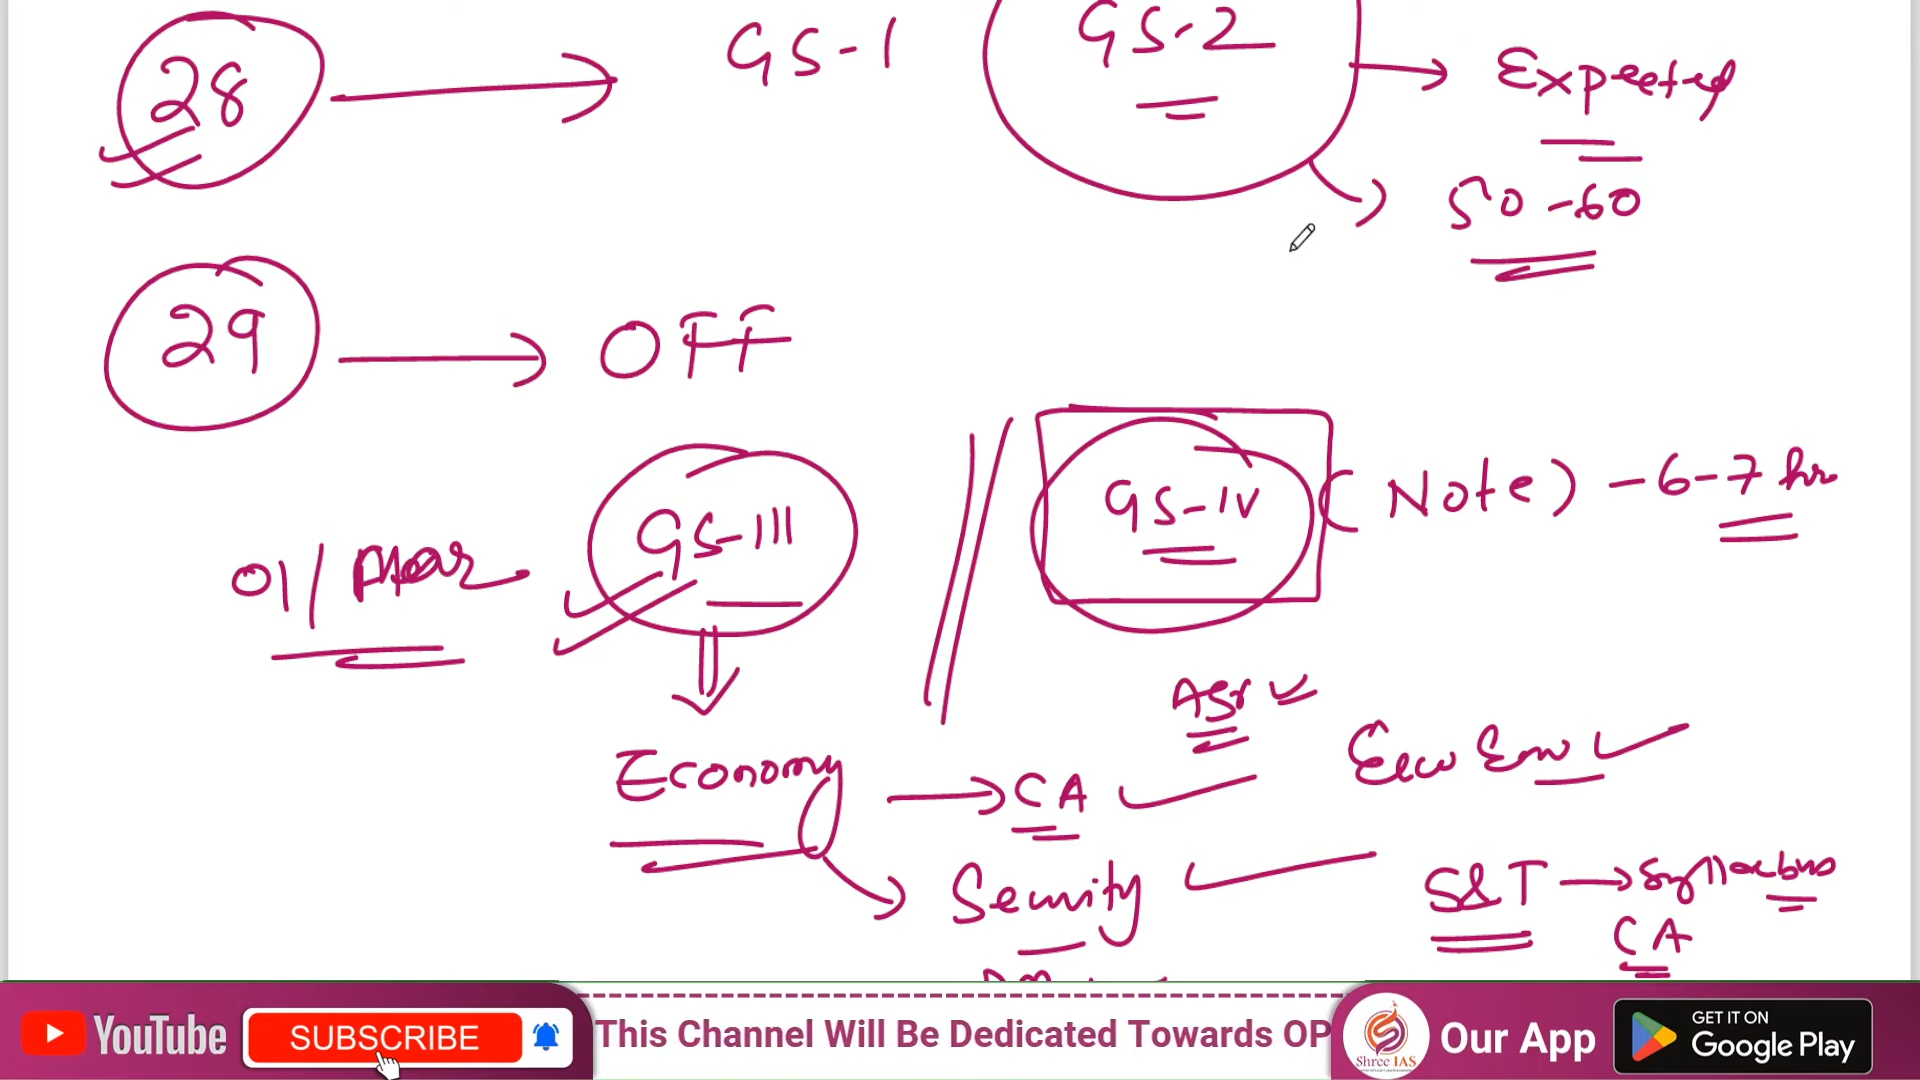 28 → GS-1 GS-2 → Expected
→ 50-60
29 → OFF
01/Mar GS-III GS-IV (Note) - 6-7 hr
Agr ✓
Economy → CA ✓ Eco Env ✓
→ Security ✓ S&T → Syllabus
CA
YouTube SUBSCRIBE This Channel Will Be Dedicated Towards OP Shree IAS Our App GET IT ON Google Play